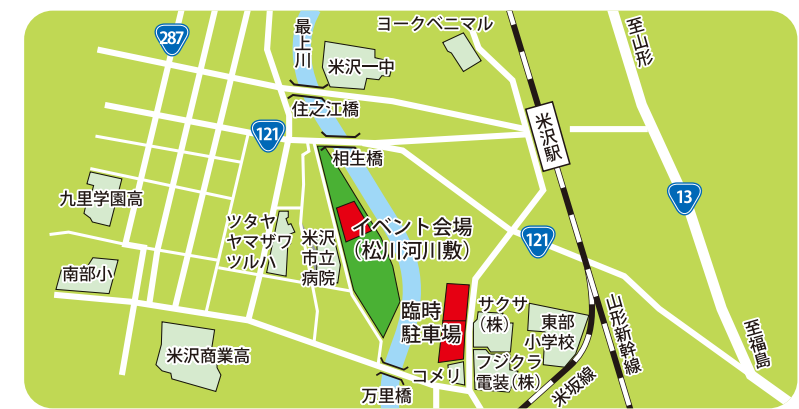 287
最上川
ヨークベニマル
米沢一中
至山形
住之江橋
121
相生橋
米沢駅
九里学園高
13
ツタヤ
ヤマザワ
ツルハ
米沢
市立
病院
イベント会場
(松川河川敷)
121
南部小
臨時
駐車場
サクサ
(株)
東部
小学校
山形新幹線
至福島
米沢商業高
コメリ
フジクラ
電装(株)
米坂線
万里橋